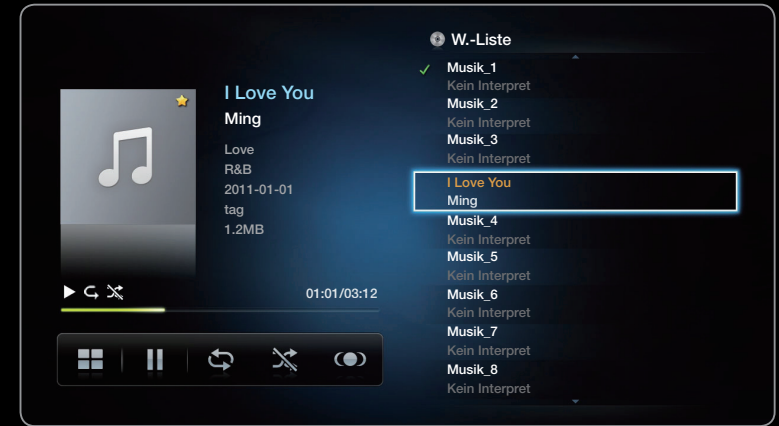 I Love You
Ming
Love
R&B
2011-01-01
tag
1.2MB
01:01/03:12
W.-Liste
Musik_1
Kein Interpret
Musik_2
Kein Interpret
Musik_3
Kein Interpret
I Love You
Ming
Musik_4
Kein Interpret
Musik_5
Kein Interpret
Musik_6
Kein Interpret
Musik_7
Kein Interpret
Musik_8
Kein Interpret